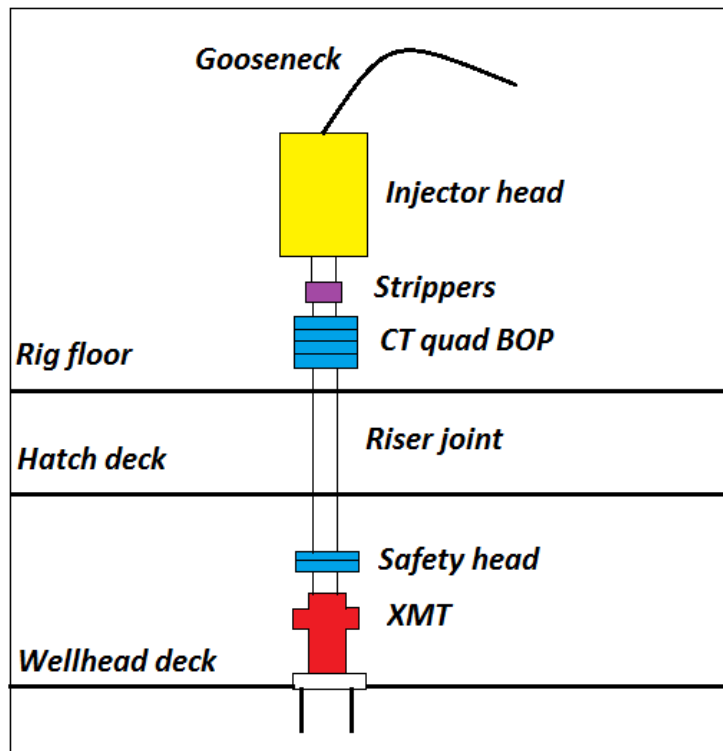 Gooseneck
Injector head
Strippers
CT quad BOP
Rig floor
Riser joint
Hatch deck
Safety head
XMT
Wellhead deck